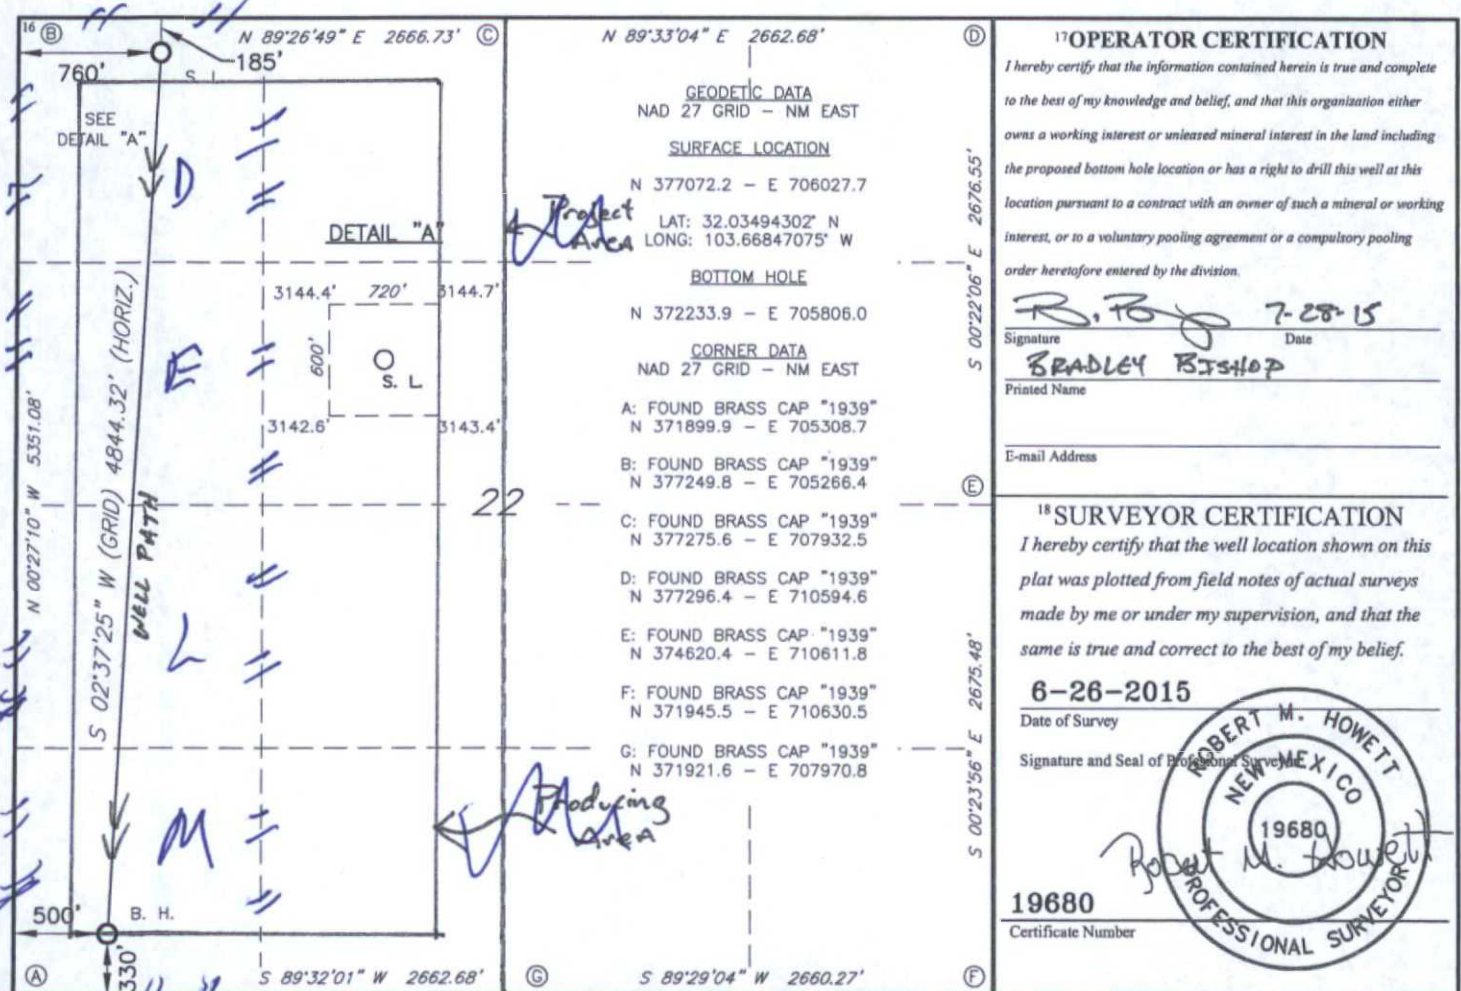 16
B
N 89°26'49" E 2666.73'
C
185'
760'
S. L.
SEE
DETAIL "A"
D
DETAIL "A"
3144.4' 720' 3144.7'
600'
S. L.
3142.6' 3143.4'
E
L
M
N 00°27'10" W 5351.08'
S 02°37'25" W (GRID) 4844.32' (HORIZ.)
WELL PATH
22
500'
B. H.
330'
A
S 89°32'01" W 2662.68'
G
N 89°33'04" E 2662.68'
D
GEODETIC DATA
NAD 27 GRID - NM EAST
SURFACE LOCATION
N 377072.2 - E 706027.7
LAT: 32.03494302° N
LONG: 103.66847075° W
Project
Area
BOTTOM HOLE
N 372233.9 - E 705806.0
CORNER DATA
NAD 27 GRID - NM EAST
A: FOUND BRASS CAP "1939"
N 371899.9 - E 705308.7
B: FOUND BRASS CAP "1939"
N 377249.8 - E 705266.4
C: FOUND BRASS CAP "1939"
N 377275.6 - E 707932.5
D: FOUND BRASS CAP "1939"
N 377296.4 - E 710594.6
E: FOUND BRASS CAP "1939"
N 374620.4 - E 710611.8
F: FOUND BRASS CAP "1939"
N 371945.5 - E 710630.5
G: FOUND BRASS CAP "1939"
N 371921.6 - E 707970.8
Producing
Area
S 00°22'06" E 2676.55'
E
S 00°23'56" E 2675.48'
S 89°29'04" W 2660.27'
F
17 OPERATOR CERTIFICATION
I hereby certify that the information contained herein is true and complete
to the best of my knowledge and belief, and that this organization either
owns a working interest or unleased mineral interest in the land including
the proposed bottom hole location or has a right to drill this well at this
location pursuant to a contract with an owner of such a mineral or working
interest, or to a voluntary pooling agreement or a compulsory pooling
order heretofore entered by the division.
7-28-15
Signature Date
BRADLEY BISHOP
Printed Name
E-mail Address
18 SURVEYOR CERTIFICATION
I hereby certify that the well location shown on this
plat was plotted from field notes of actual surveys
made by me or under my supervision, and that the
same is true and correct to the best of my belief.
6-26-2015
Date of Survey
Signature and Seal of Professional Surveyor:
ROBERT M. HOWETT
NEW MEXICO
19680
PROFESSIONAL SURVEYOR
Robert M. Howett
19680
Certificate Number